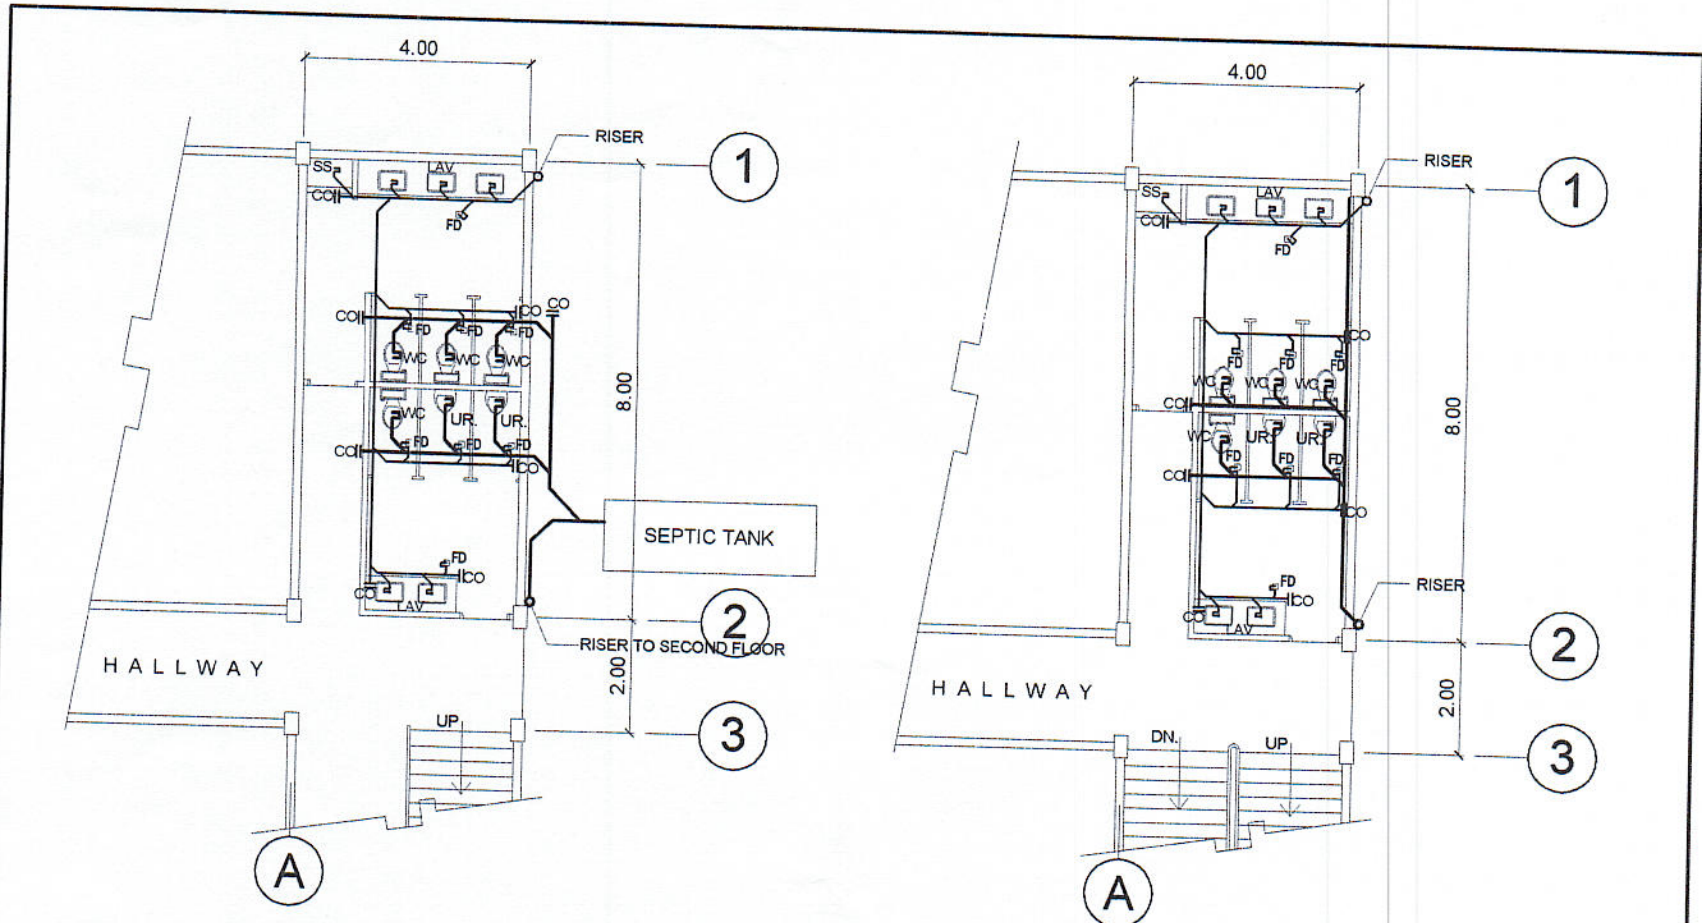 4.00
RISER
1
SS
LAV
CO
FD
CO
CO
CO
FD
FD
FD
WC
WC
WC
8.00
WC
UR.
UR.
FD
FD
FD
CO
CO
SEPTIC TANK
FD
CO
CO
LAV
2
RISER TO SECOND FLOOR
HALLWAY
2.00
UP
3
A
4.00
RISER
1
SS
LAV
CO
FD
CO
FD
FD
FD
WC
WC
WC
CO
8.00
WC
UR.
UR.
FD
FD
FD
CO
CO
FD
RISER
CO
CO
LAV
2
HALLWAY
2.00
DN.
UP
3
A